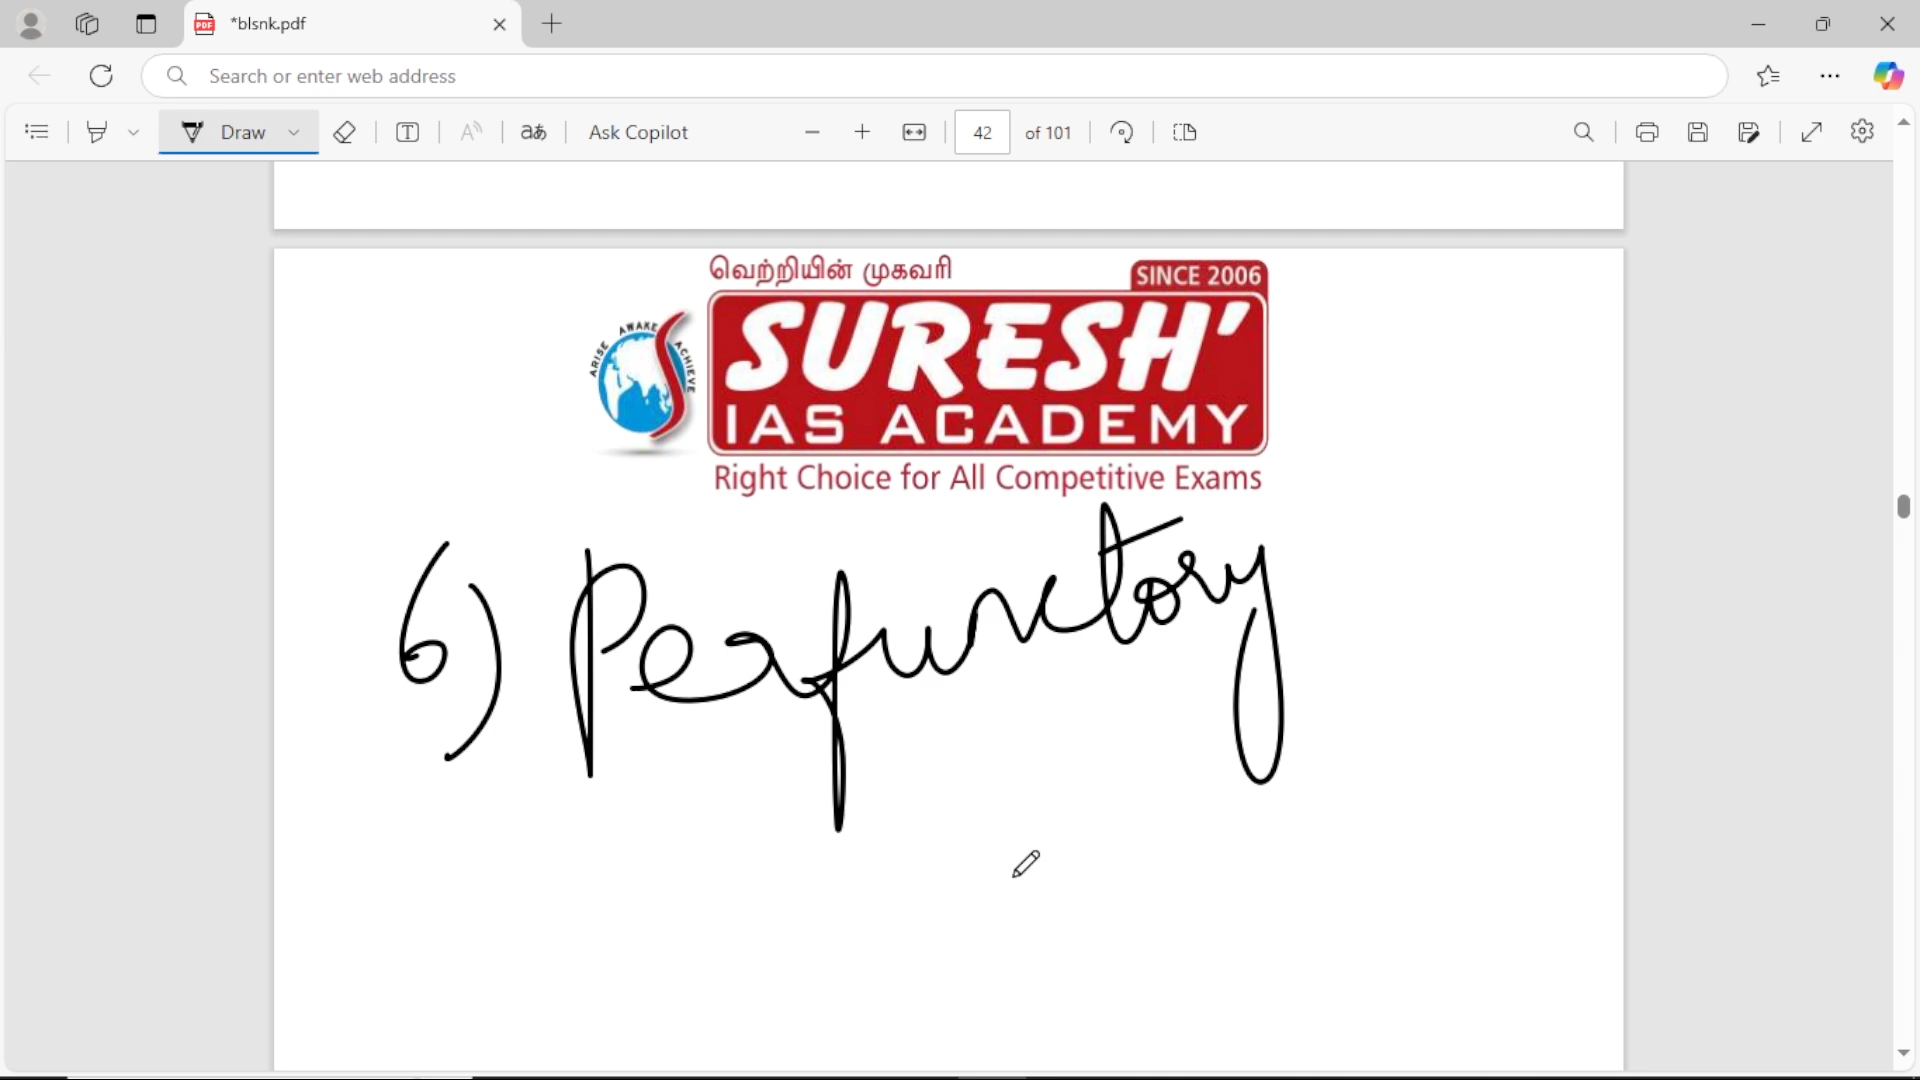 *blsnk.pdf
Search or enter web address
Draw
Ask Copilot
42 of 101
வெற்றியின் முகவரி
SINCE 2006
ARISE AWAKE ACHIEVE
SURESH'
IAS ACADEMY
Right Choice for All Competitive Exams
6) Perfunctory